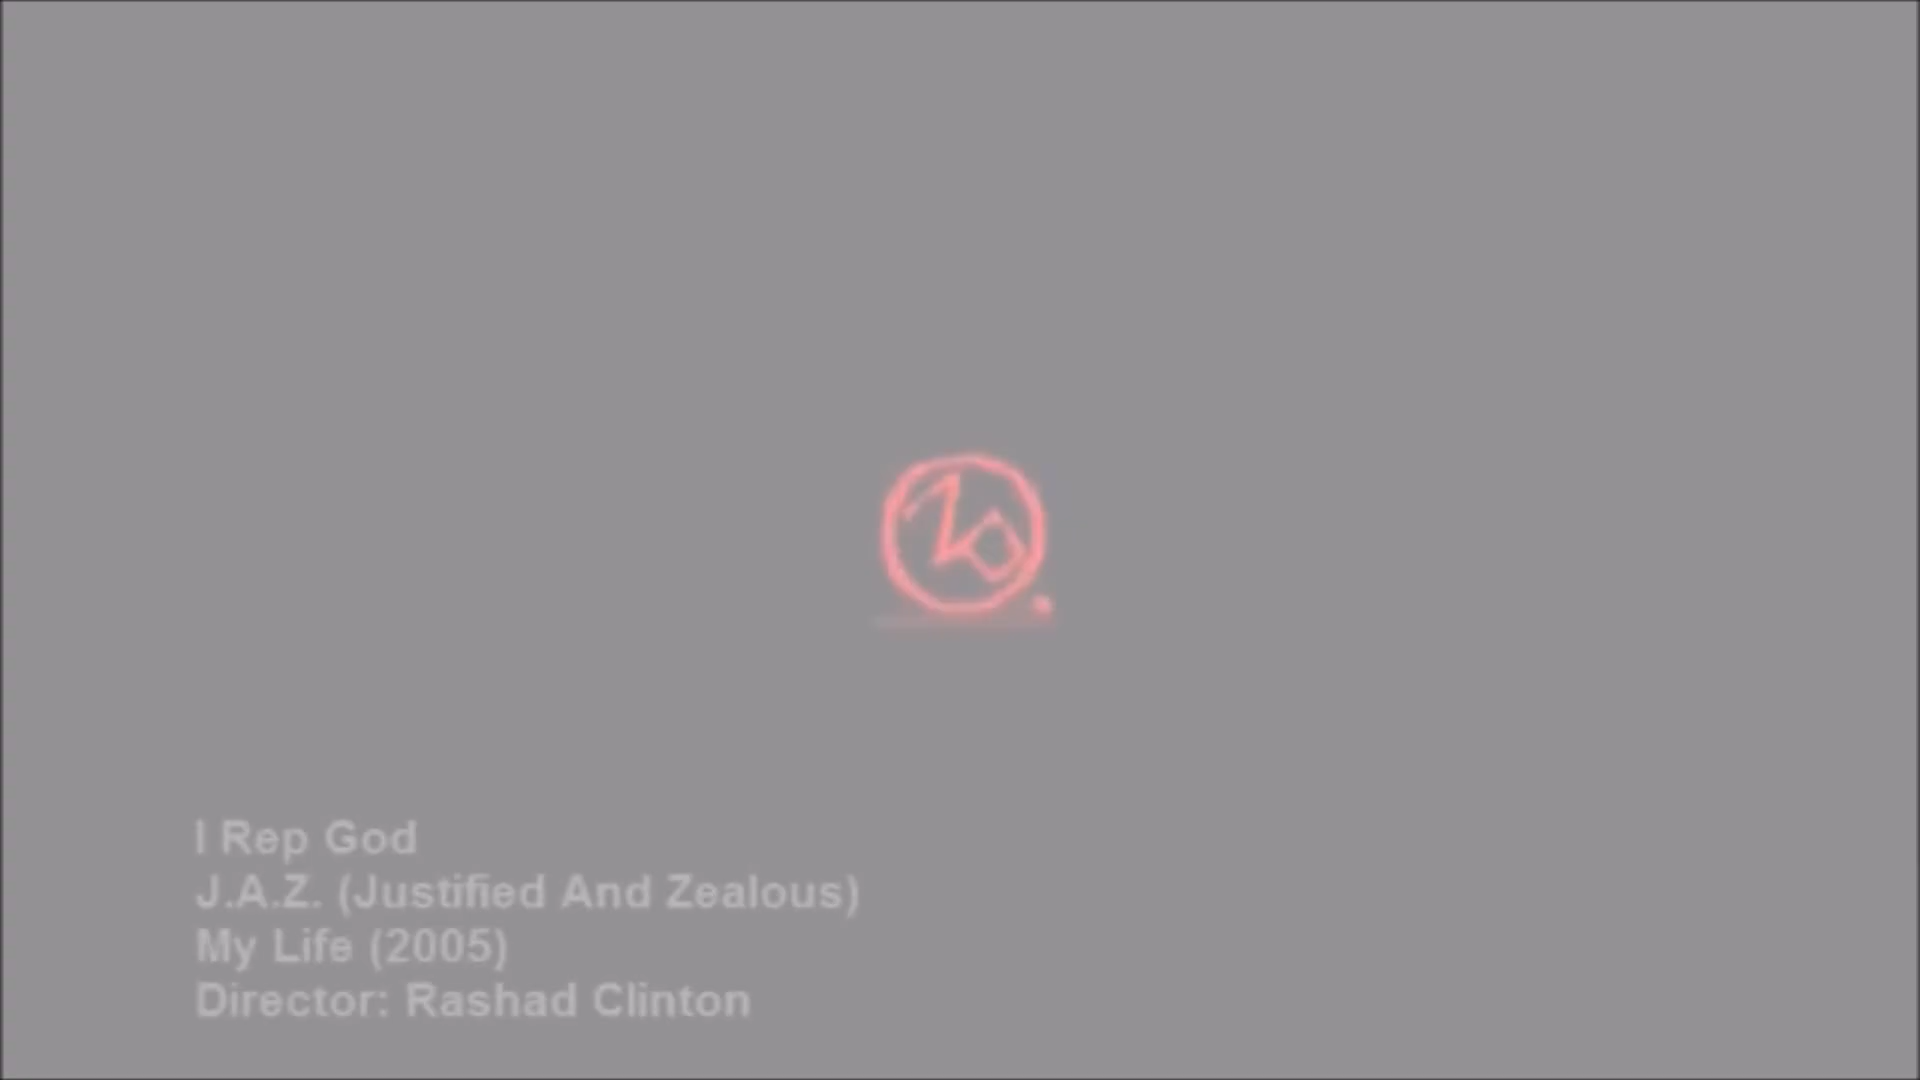 I Rep God
J.A.Z. (Justified And Zealous)
My Life (2005)
Director: Rashad Clinton